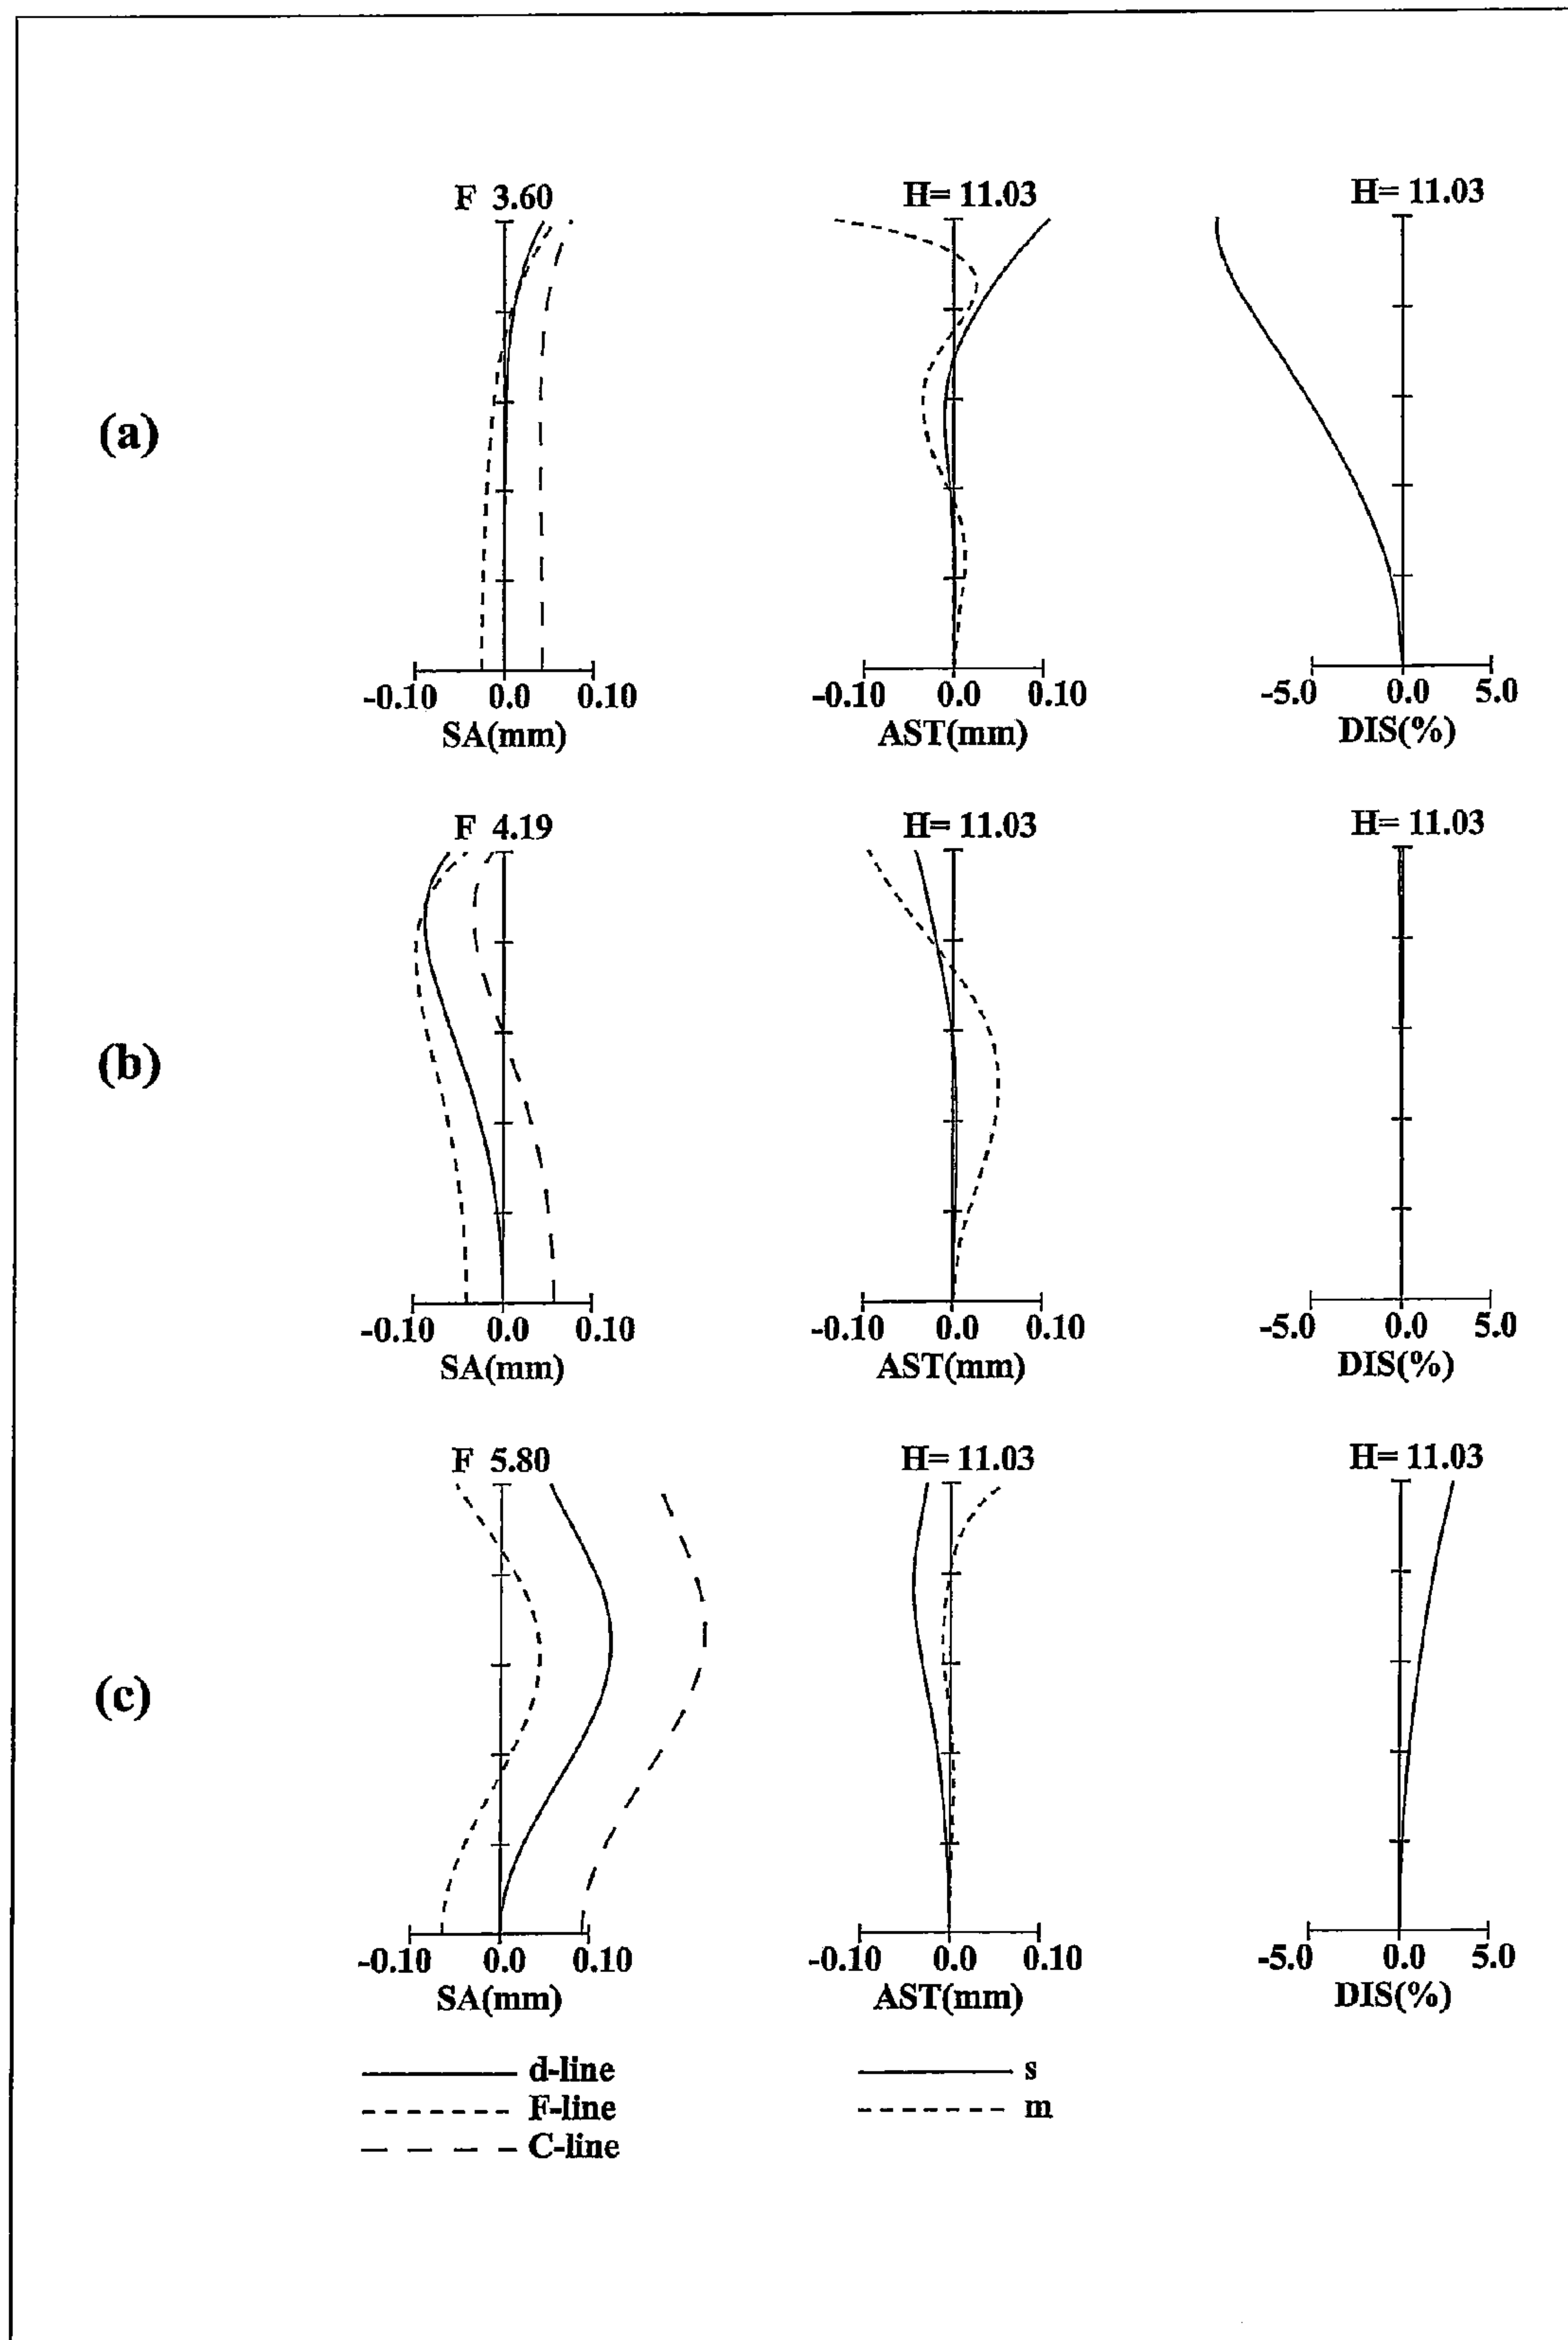 F 3.60 H= 11.03 H= 11.03
(a)
-0.10 0.0 0.10 -0.10 0.0 0.10 -5.0 0.0 5.0
SA(mm) AST(mm) DIS(%)
F 4.19 H= 11.03 H= 11.03
(b)
-0.10 0.0 0.10 -0.10 0.0 0.10 -5.0 0.0 5.0
SA(mm) AST(mm) DIS(%)
F 5.80 H= 11.03 H= 11.03
(c)
-0.10 0.0 0.10 -0.10 0.0 0.10 -5.0 0.0 5.0
SA(mm) AST(mm) DIS(%)
d-line s
F-line m
C-line